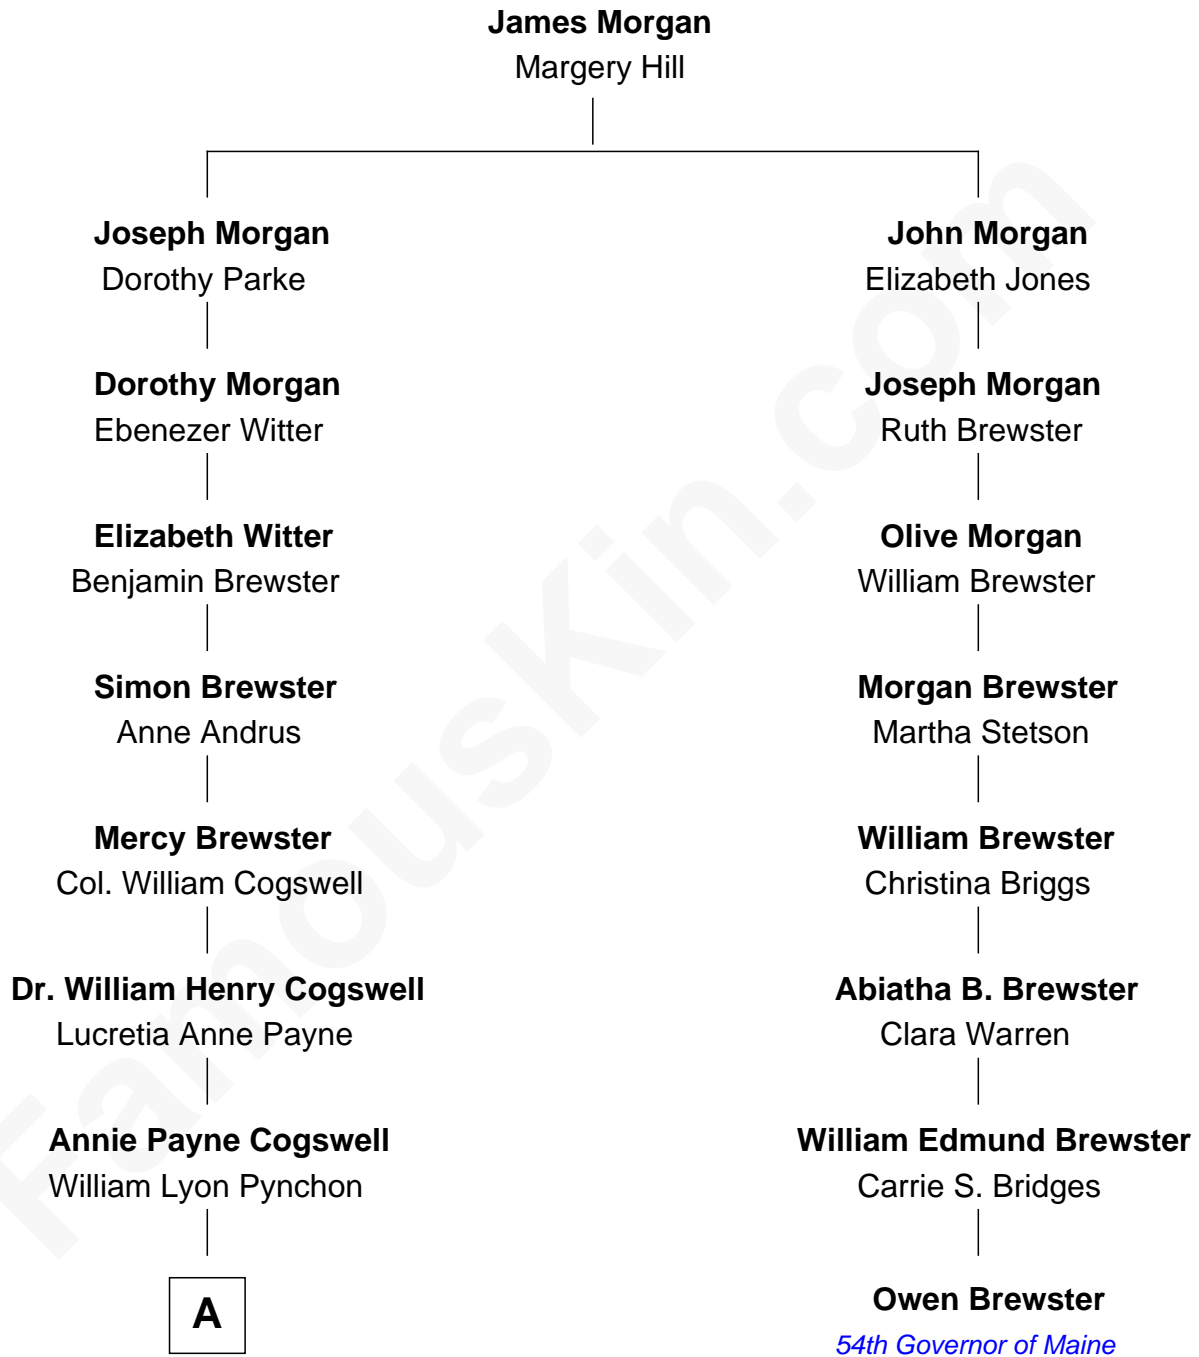 James Morgan
Margery Hill
Joseph Morgan
Dorothy Parke
John Morgan
Elizabeth Jones
Dorothy Morgan
Ebenezer Witter
Joseph Morgan
Ruth Brewster
Elizabeth Witter
Benjamin Brewster
Olive Morgan
William Brewster
Simon Brewster
Anne Andrus
Morgan Brewster
Martha Stetson
Mercy Brewster
Col. William Cogswell
William Brewster
Christina Briggs
Dr. William Henry Cogswell
Lucretia Anne Payne
Abiatha B. Brewster
Clara Warren
Annie Payne Cogswell
William Lyon Pynchon
William Edmund Brewster
Carrie S. Bridges
A
Owen Brewster
54th Governor of Maine
FamousKin.com